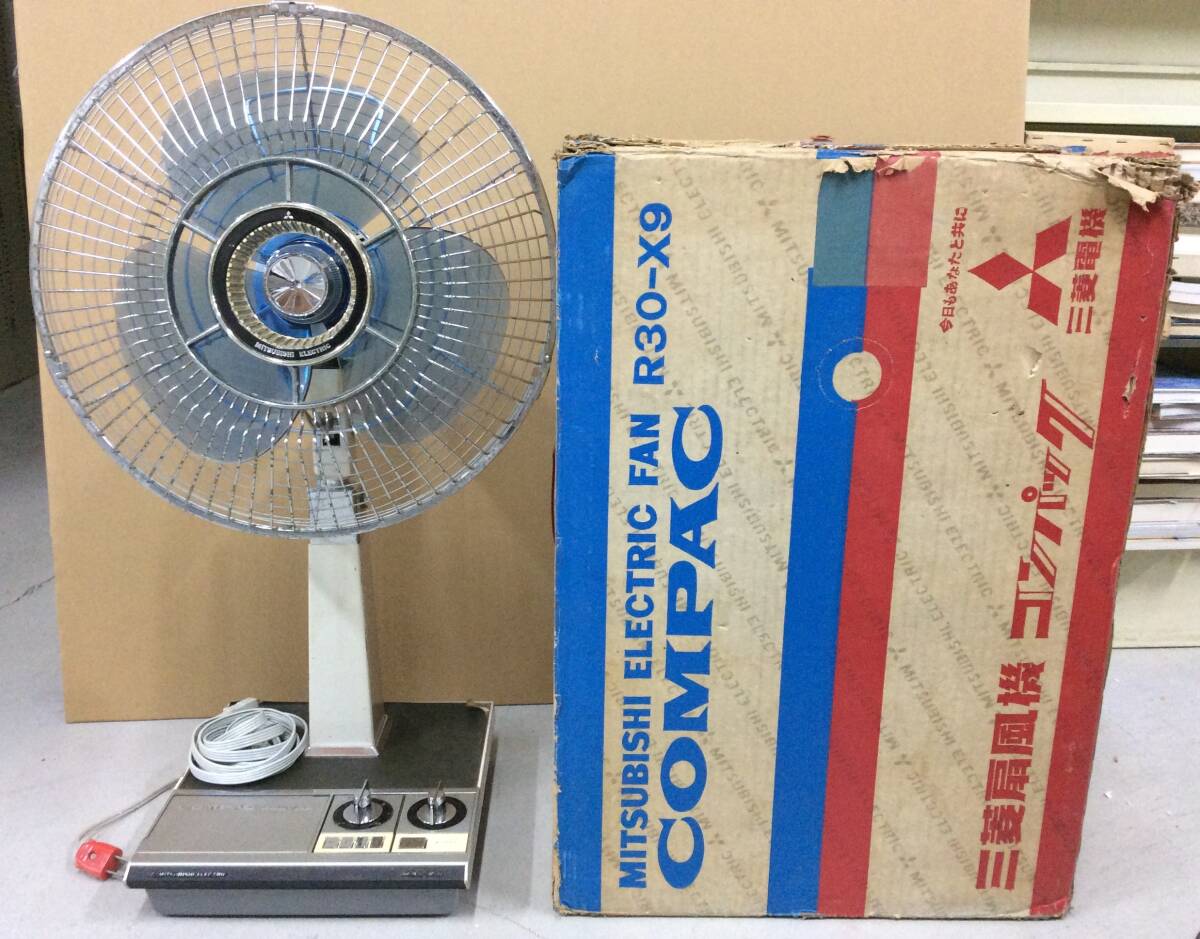 MITSUBISHI ELECTRIC
MITSUBISHI ELECTRIC FAN R30-X9
COMPAC
今日もあなたと共に
三菱電機
三菱扇風機 コンパック